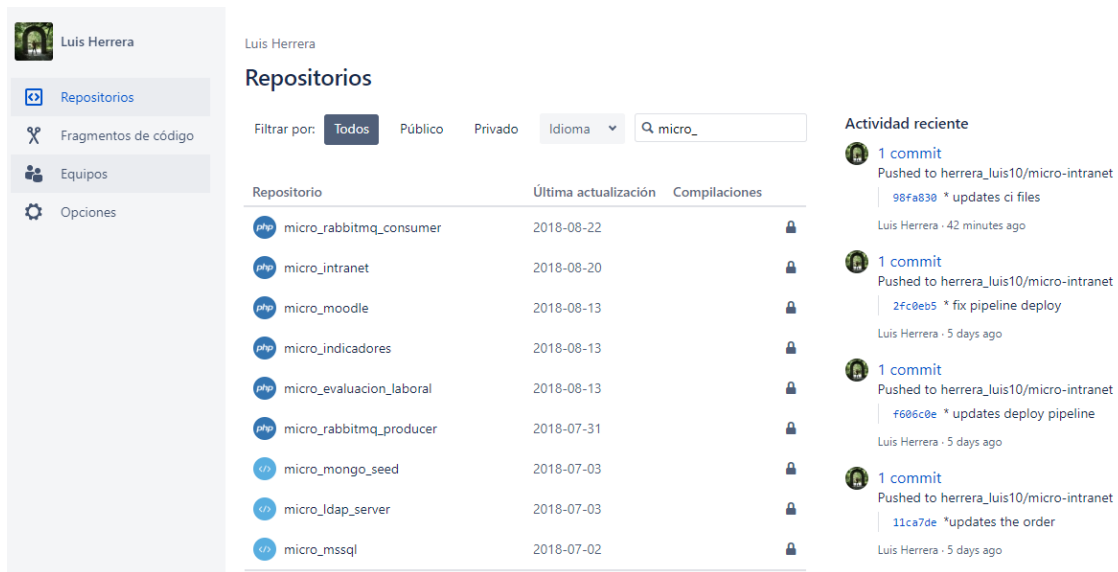 Luis Herrera
Repositorios
Fragmentos de código
Equipos
Opciones
Luis Herrera
Repositorios
Filtrar por: Todos Público Privado Idioma micro_
Repositorio Última actualización Compilaciones
php micro_rabbitmq_consumer 2018-08-22
php micro_intranet 2018-08-20
php micro_moodle 2018-08-13
php micro_indicadores 2018-08-13
php micro_evaluacion_laboral 2018-08-13
php micro_rabbitmq_producer 2018-07-31
</> micro_mongo_seed 2018-07-03
</> micro_ldap_server 2018-07-03
</> micro_mssql 2018-07-02
Actividad reciente
1 commit
Pushed to herrera_luis10/micro-intranet
98fa830 * updates ci files
Luis Herrera · 42 minutes ago
1 commit
Pushed to herrera_luis10/micro-intranet
2fc0eb5 * fix pipeline deploy
Luis Herrera · 5 days ago
1 commit
Pushed to herrera_luis10/micro-intranet
f606c0e * updates deploy pipeline
Luis Herrera · 5 days ago
1 commit
Pushed to herrera_luis10/micro-intranet
11ca7de *updates the order
Luis Herrera · 5 days ago